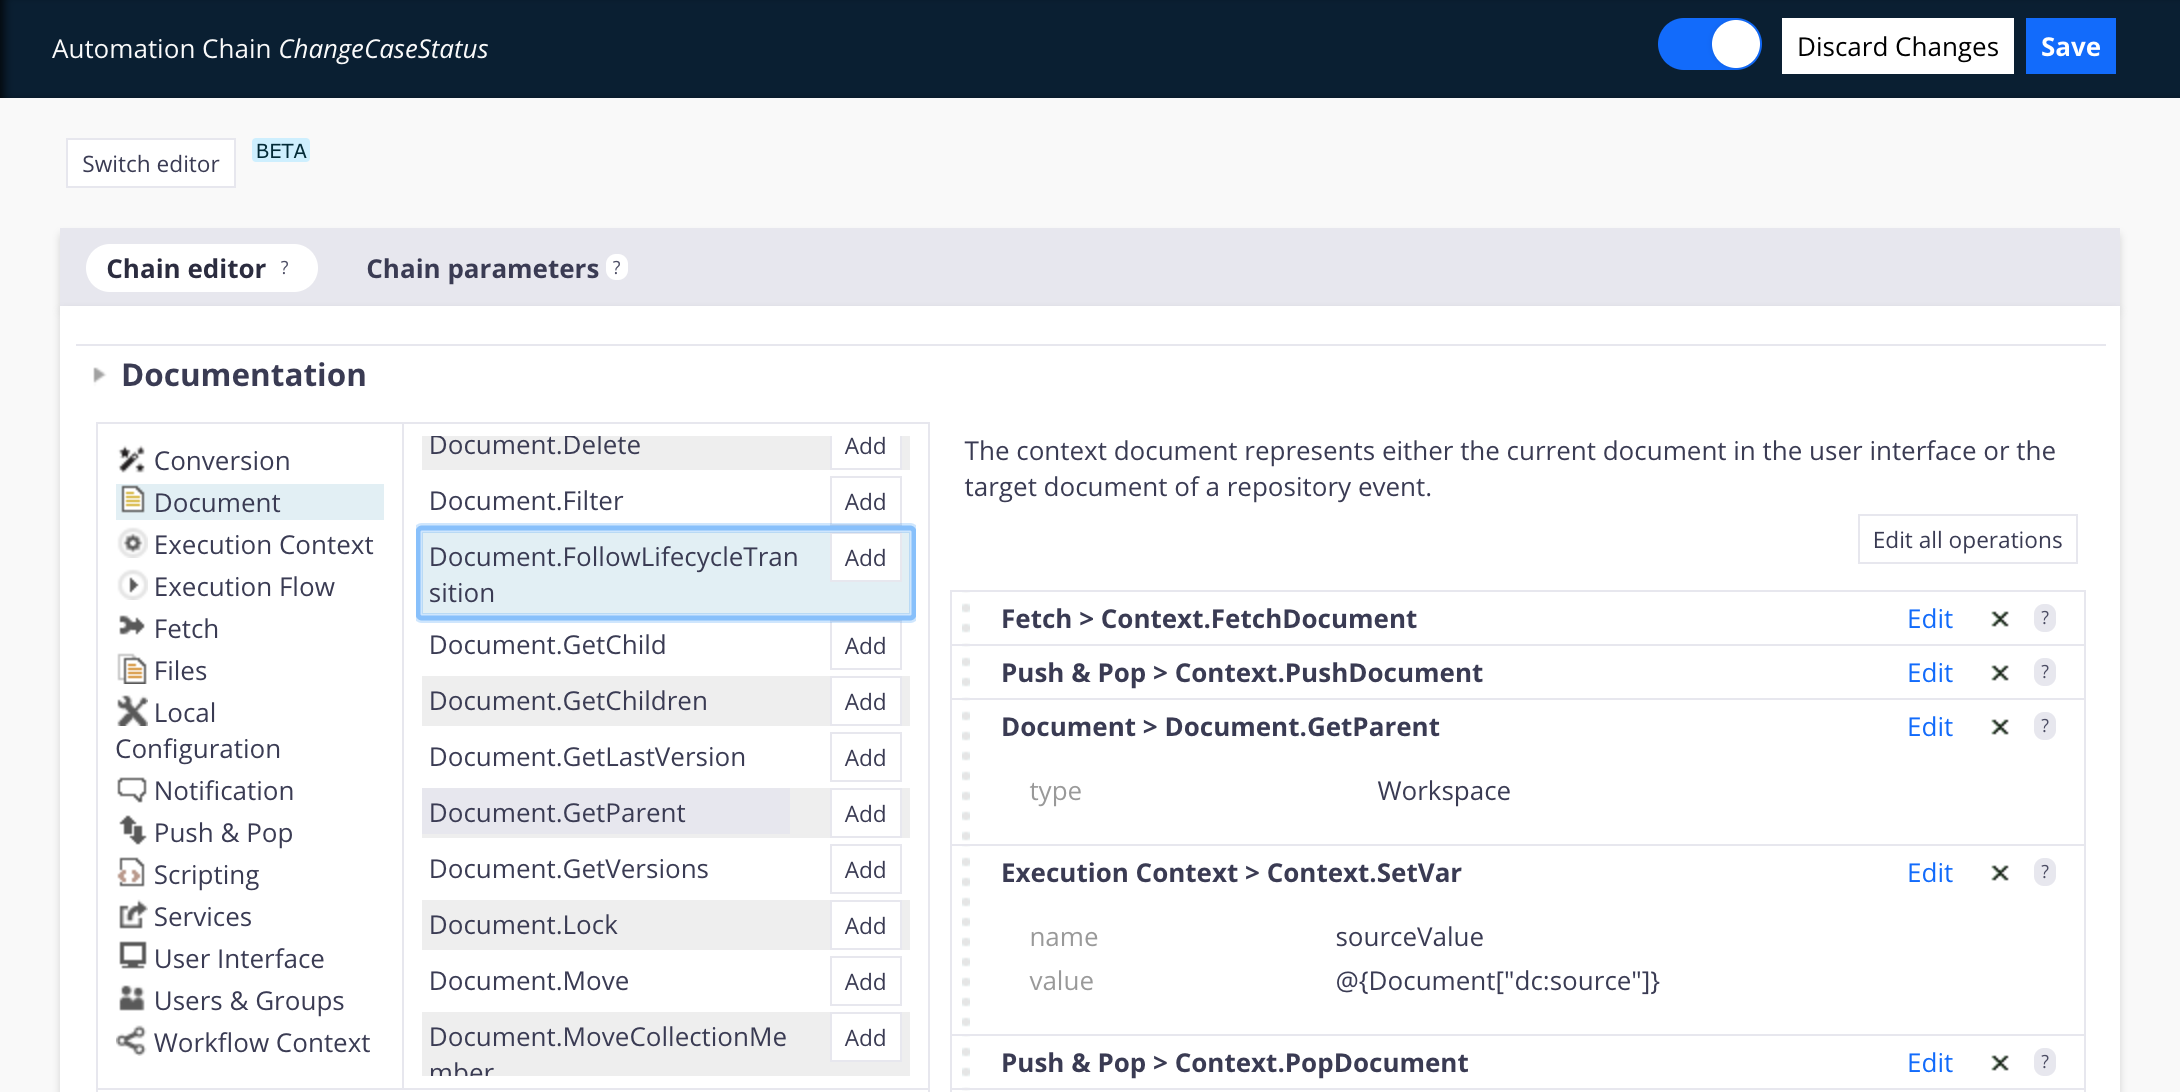 Automation Chain ChangeCaseStatus
Discard Changes
Save
Switch editor
BETA
Chain editor ?
Chain parameters ?
Documentation
Conversion
Document
Execution Context
Execution Flow
Fetch
Files
Local
Configuration
Notification
Push & Pop
Scripting
Services
User Interface
Users & Groups
Workflow Context
Document.Delete Add
Document.Filter Add
Document.FollowLifecycleTran Add
sition
Document.GetChild Add
Document.GetChildren Add
Document.GetLastVersion Add
Document.GetParent Add
Document.GetVersions Add
Document.Lock Add
Document.Move Add
Document.MoveCollectionMe Add
mber
The context document represents either the current document in the user interface or the
target document of a repository event.
Edit all operations
Fetch > Context.FetchDocument Edit ?
Push & Pop > Context.PushDocument Edit ?
Document > Document.GetParent Edit ?
type Workspace
Execution Context > Context.SetVar Edit ?
name sourceValue
value @{Document["dc:source"]}
Push & Pop > Context.PopDocument Edit ?